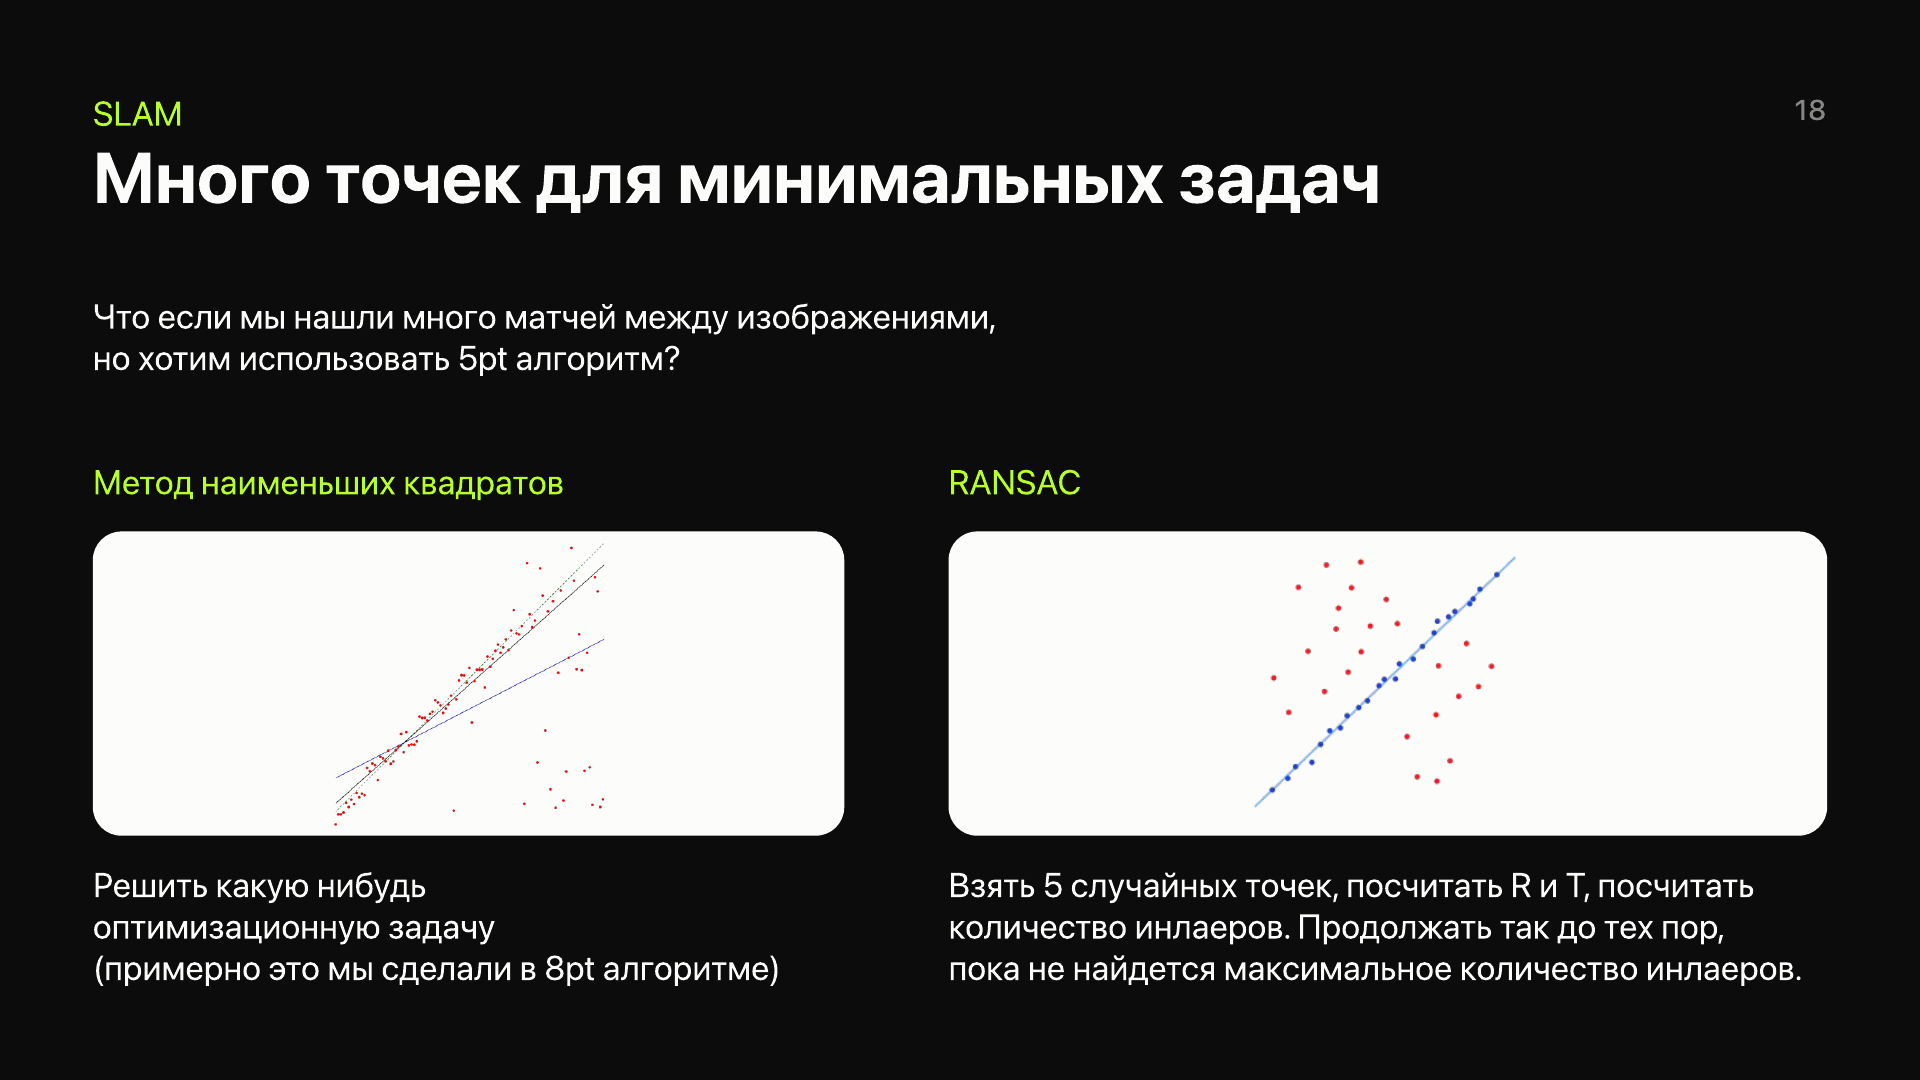 SLAM
18
Много точек для минимальных задач
Что если мы нашли много матчей между изображениями,
но хотим использовать 5pt алгоритм?
Метод наименьших квадратов
Решить какую нибудь
оптимизационную задачу
(примерно это мы сделали в 8pt алгоритме)
RANSAC
Взять 5 случайных точек, посчитать R и T, посчитать
количество инлаеров. Продолжать так до тех пор,
пока не найдется максимальное количество инлаеров.